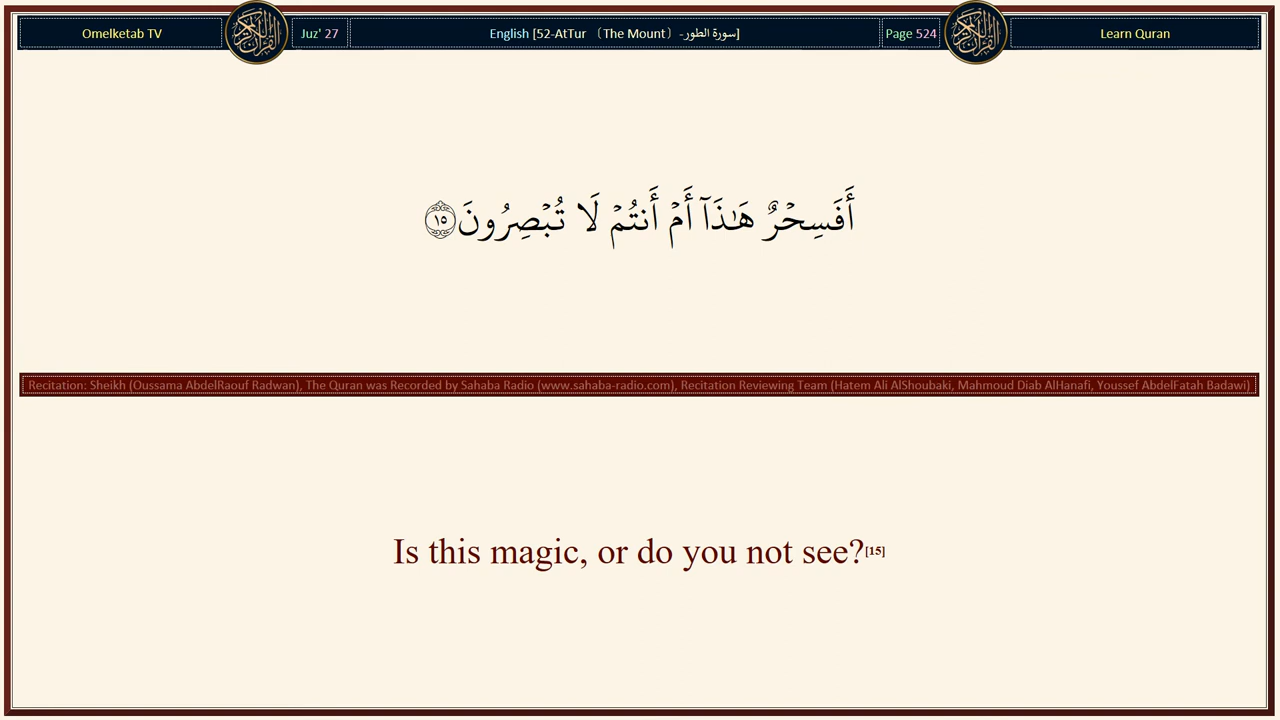 Omelketab TV
Juz' 27
English [52-AtTur （The Mount）-سورة الطور]
Page 524
Learn Quran
أَفَسِحۡرٌ هَٰذَآ أَمۡ أَنتُمۡ لَا تُبۡصِرُونَ ١٥
Recitation: Sheikh (Oussama AbdelRaouf Radwan), The Quran was Recorded by Sahaba Radio (www.sahaba-radio.com), Recitation Reviewing Team (Hatem Ali AlShoubaki, Mahmoud Diab AlHanafi, Youssef AbdelFatah Badawi)
Is this magic, or do you not see?[15]